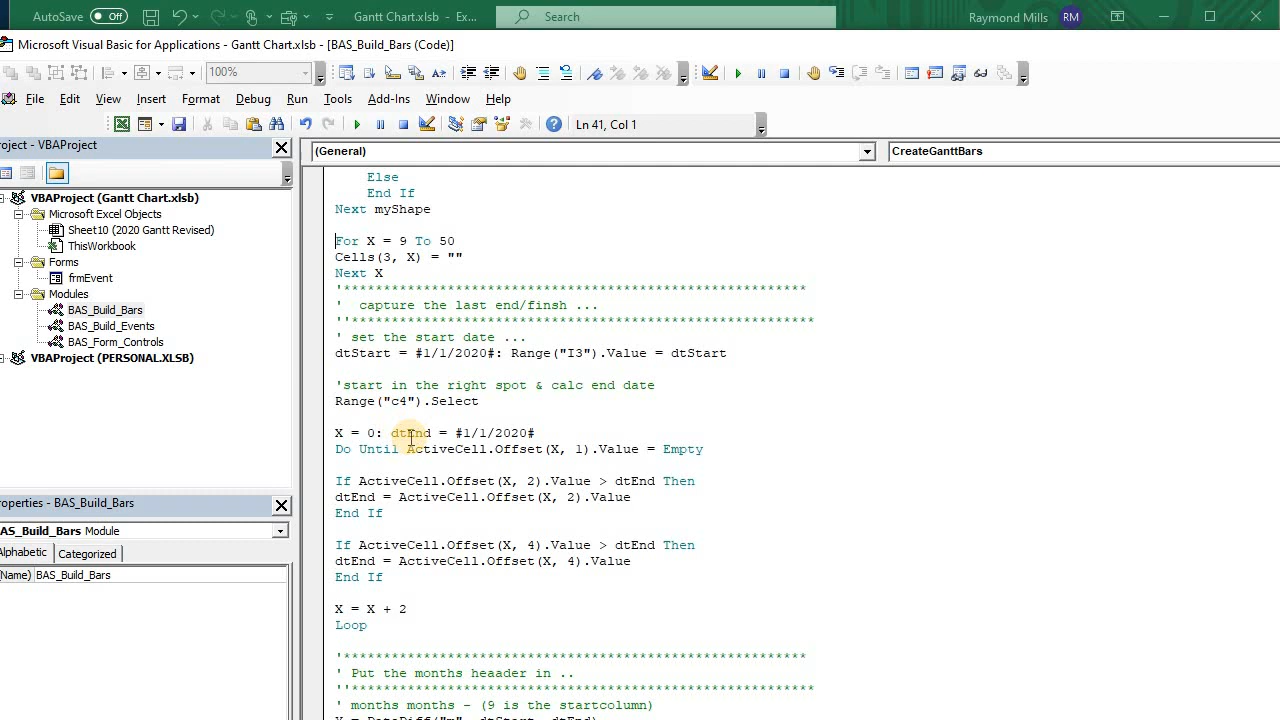 AutoSave Off Gantt Chart.xlsb - Ex... Search Raymond Mills RM
Microsoft Visual Basic for Applications - Gantt Chart.xlsb - [BAS_Build_Bars (Code)]
100%
File Edit View Insert Format Debug Run Tools Add-Ins Window Help
Ln 41, Col 1
roject - VBAProject
(General) CreateGanttBars
VBAProject (Gantt Chart.xlsb)
Microsoft Excel Objects
Sheet10 (2020 Gantt Revised)
ThisWorkbook
Forms
frmEvent
Modules
BAS_Build_Bars
BAS_Build_Events
BAS_Form_Controls
VBAProject (PERSONAL.XLSB)
roperties - BAS_Build_Bars
AS_Build_Bars Module
Alphabetic Categorized
(Name) BAS_Build_Bars
Else
End If
Next myShape
For X = 9 To 50
Cells(3, X) = ""
Next X
'**********************************************************
' capture the last end/finsh ...
''**********************************************************
' set the start date ...
dtStart = #1/1/2020#: Range("I3").Value = dtStart
'start in the right spot & calc end date
Range("c4").Select
X = 0: dtEnd = #1/1/2020#
Do Until ActiveCell.Offset(X, 1).Value = Empty
If ActiveCell.Offset(X, 2).Value > dtEnd Then
dtEnd = ActiveCell.Offset(X, 2).Value
End If
If ActiveCell.Offset(X, 4).Value > dtEnd Then
dtEnd = ActiveCell.Offset(X, 4).Value
End If
X = X + 2
Loop
'**********************************************************
' Put the months heaader in ..
''**********************************************************
' months months - (9 is the startcolumn)
X = DateDiff("m", dtStart, dtEnd)